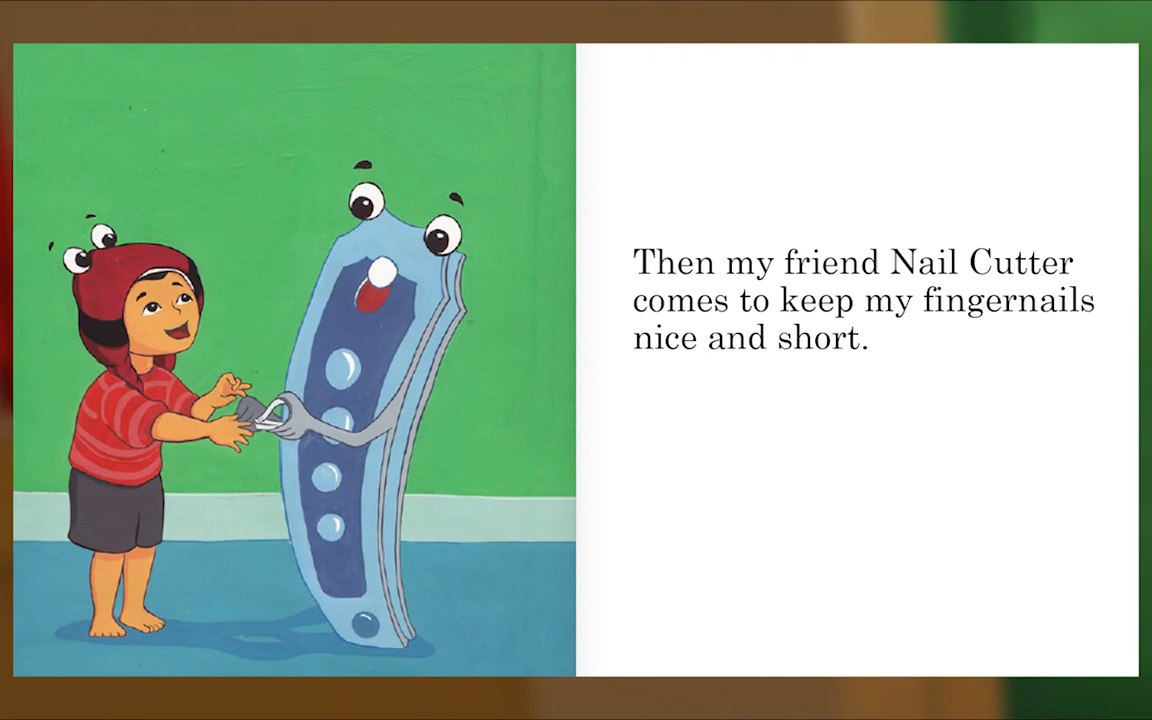 Then my friend Nail Cutter
comes to keep my fingernails
nice and short.